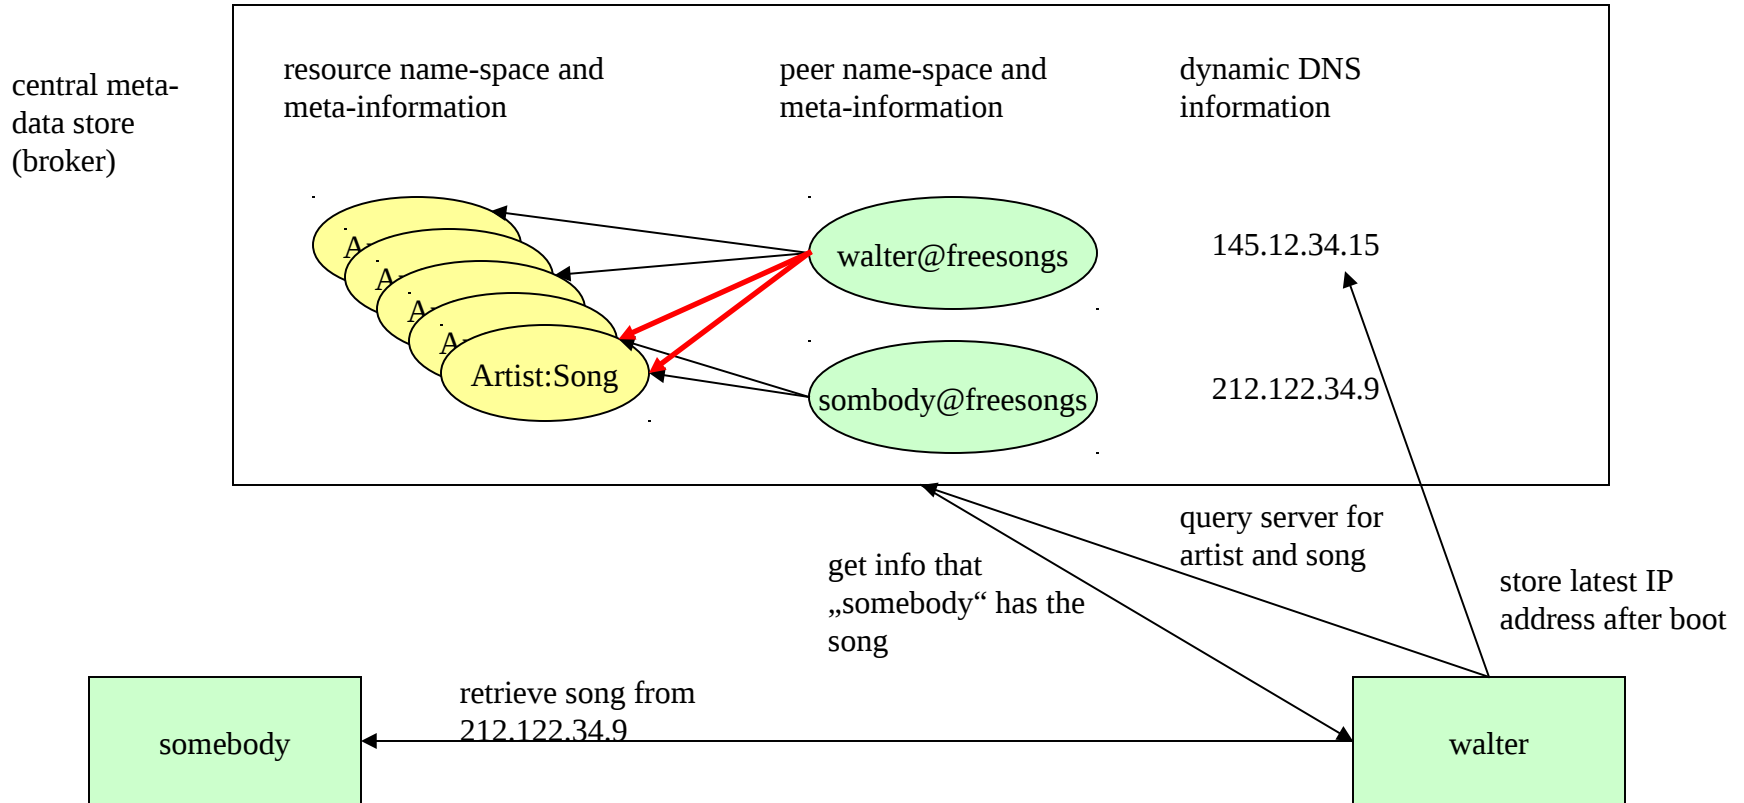 resource name-space and
meta-information
peer name-space and
meta-information
dynamic DNS
information
central meta-
data store
(broker)
walter@freesongs
145.12.34.15
Artist:Song
sombody@freesongs
212.122.34.9
query server for
artist and song
get info that
„somebody“ has the
song
store latest IP
address after boot
retrieve song from
212.122.34.9
somebody
walter